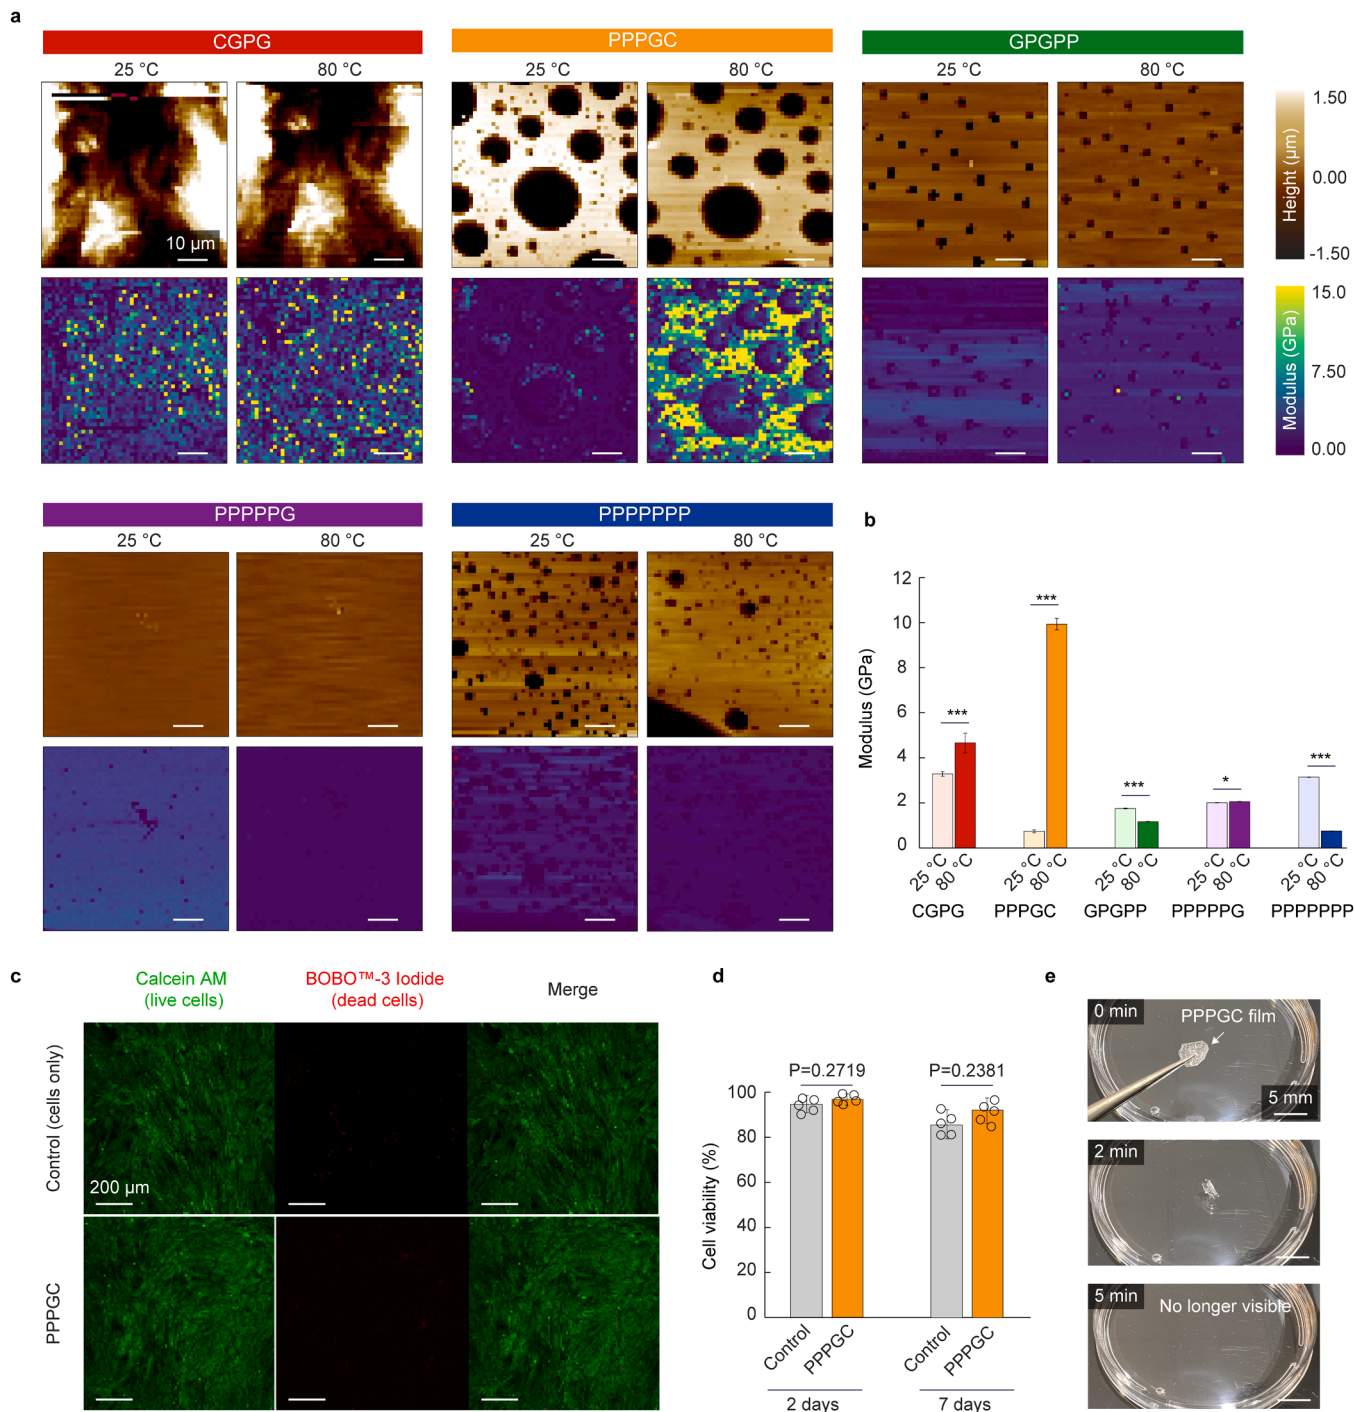 a
CGPG
PPPGC
GPGPP
25 °C
80 °C
25 °C
80 °C
25 °C
80 °C
10 µm
1.50
0.00
-1.50
Height (µm)
15.0
7.50
0.00
Modulus (GPa)
PPPPPG
PPPPPPP
25 °C
80 °C
25 °C
80 °C
b
12
10
8
6
4
2
0
Modulus (GPa)
***
***
***
*
***
25 °C
80 °C
25 °C
80 °C
25 °C
80 °C
25 °C
80 °C
25 °C
80 °C
CGPG
PPPGC
GPGPP
PPPPPG
PPPPPPP
c
Calcein AM
(live cells)
BOBO™-3 Iodide
(dead cells)
Merge
Control (cells only)
200 µm
PPPGC
d
P=0.2719
P=0.2381
100
80
60
40
20
0
Cell viability (%)
Control
PPPGC
Control
PPPGC
2 days
7 days
e
0 min
PPPGC film
5 mm
2 min
5 min
No longer visible